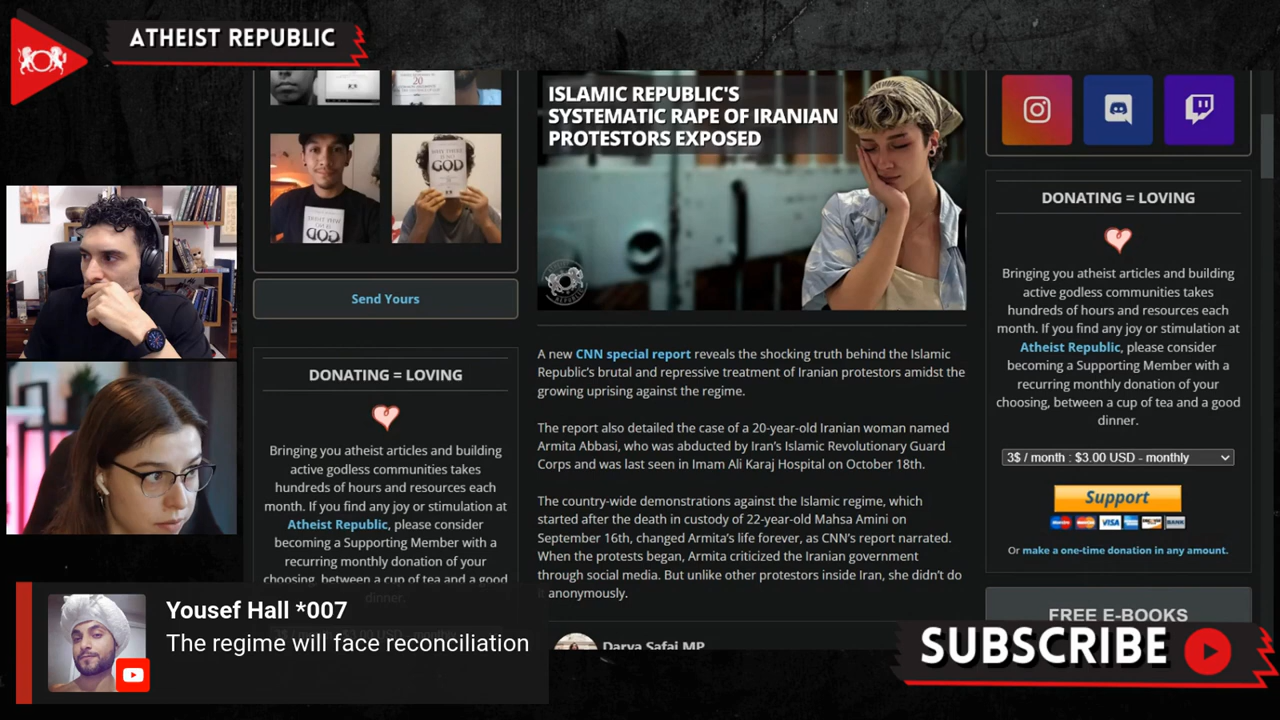 ATHEIST REPUBLIC
Send Yours
DONATING = LOVING
Bringing you atheist articles and building
active godless communities takes
hundreds of hours and resources each
month. If you find any joy or stimulation at
Atheist Republic, please consider
becoming a Supporting Member with a
recurring monthly donation of your
choosing, between a cup of tea and a good
dinner.
ISLAMIC REPUBLIC'S
SYSTEMATIC RAPE OF IRANIAN
PROTESTORS EXPOSED
A new CNN special report reveals the shocking truth behind the Islamic
Republic's brutal and repressive treatment of Iranian protestors amidst the
growing uprising against the regime.
The report also detailed the case of a 20-year-old Iranian woman named
Armita Abbasi, who was abducted by Iran's Islamic Revolutionary Guard
Corps and was last seen in Imam Ali Karaj Hospital on October 18th.
The country-wide demonstrations against the Islamic regime, which
started after the death in custody of 22-year-old Mahsa Amini on
September 16th, changed Armita's life forever, as CNN's report narrated.
When the protests began, Armita criticized the Iranian government
through social media. But unlike other protestors inside Iran, she didn't do
anonymously.
Darya Safai MP
DONATING = LOVING
Bringing you atheist articles and building
active godless communities takes
hundreds of hours and resources each
month. If you find any joy or stimulation at
Atheist Republic, please consider
becoming a Supporting Member with a
recurring monthly donation of your
choosing, between a cup of tea and a good
dinner.
3$ / month : $3.00 USD - monthly
Support
VISA
BANK
Or make a one-time donation in any amount.
FREE E-BOOKS
Yousef Hall *007
The regime will face reconciliation
SUBSCRIBE